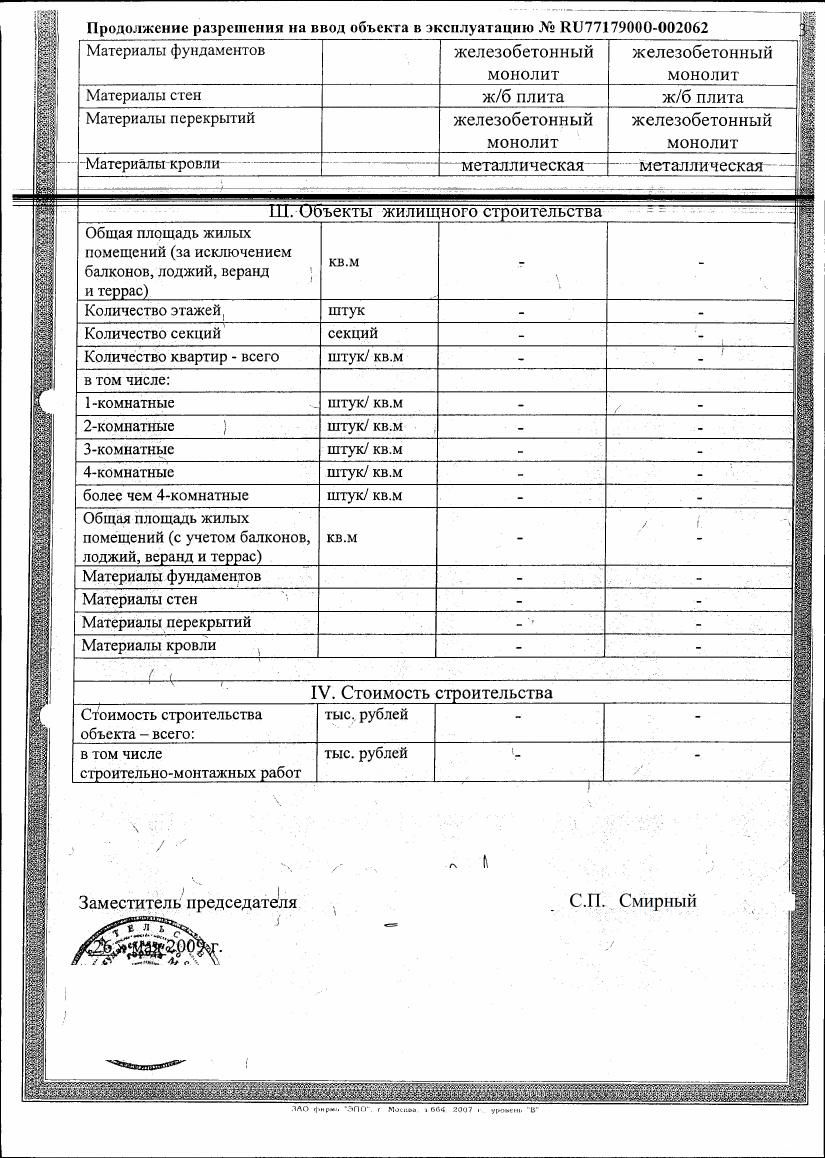 Продолжение разрешения на ввод объекта в эксплуатацию № RU77179000-002062
3
Материалы фундаментов железобетонный железобетонный
монолит монолит
Материалы стен ж/б плита ж/б плита
Материалы перекрытий железобетонный железобетонный
монолит монолит
Материалы кровли металлическая металлическая
III. Объекты жилищного строительства
Общая площадь жилых
помещений (за исключением
балконов, лоджий, веранд
и террас) кв.м - -
Количество этажей штук - -
Количество секций секций - -
Количество квартир - всего штук/ кв.м - -
в том числе:
1-комнатные штук/ кв.м - -
2-комнатные штук/ кв.м - -
3-комнатные штук/ кв.м - -
4-комнатные штук/ кв.м - -
более чем 4-комнатные штук/ кв.м - -
Общая площадь жилых
помещений (с учетом балконов, кв.м - -
лоджий, веранд и террас)
Материалы фундаментов - -
Материалы стен - -
Материалы перекрытий - -
Материалы кровли - -
IV. Стоимость строительства
Стоимость строительства тыс. рублей - -
объекта – всего:
в том числе тыс. рублей - -
строительно-монтажных работ
Заместитель председателя С.П. Смирный
26 мая 2009 г.
ЗАО фирма "ЭПО", г. Москва, з.664, 2007 г., уровень "В"